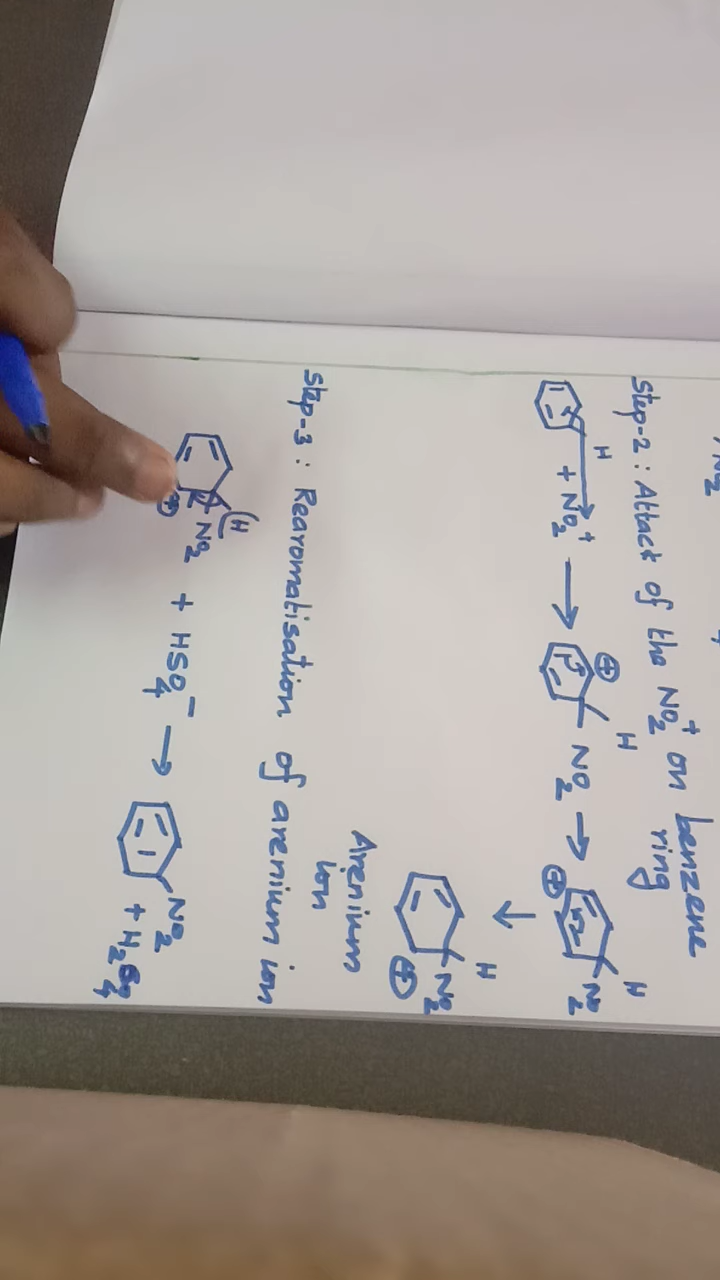 NO2
Step-2 : Attack of the NO2+ on benzene
ring
H + NO2+ → ⊕ H NO2 → ⊕ H NO2
↓
H NO2 ⊕
Arenium
ion
Step-3 : Rearomatisation of arenium ion
(H NO2 ⊕ + HSO4- → NO2 + H2SO4